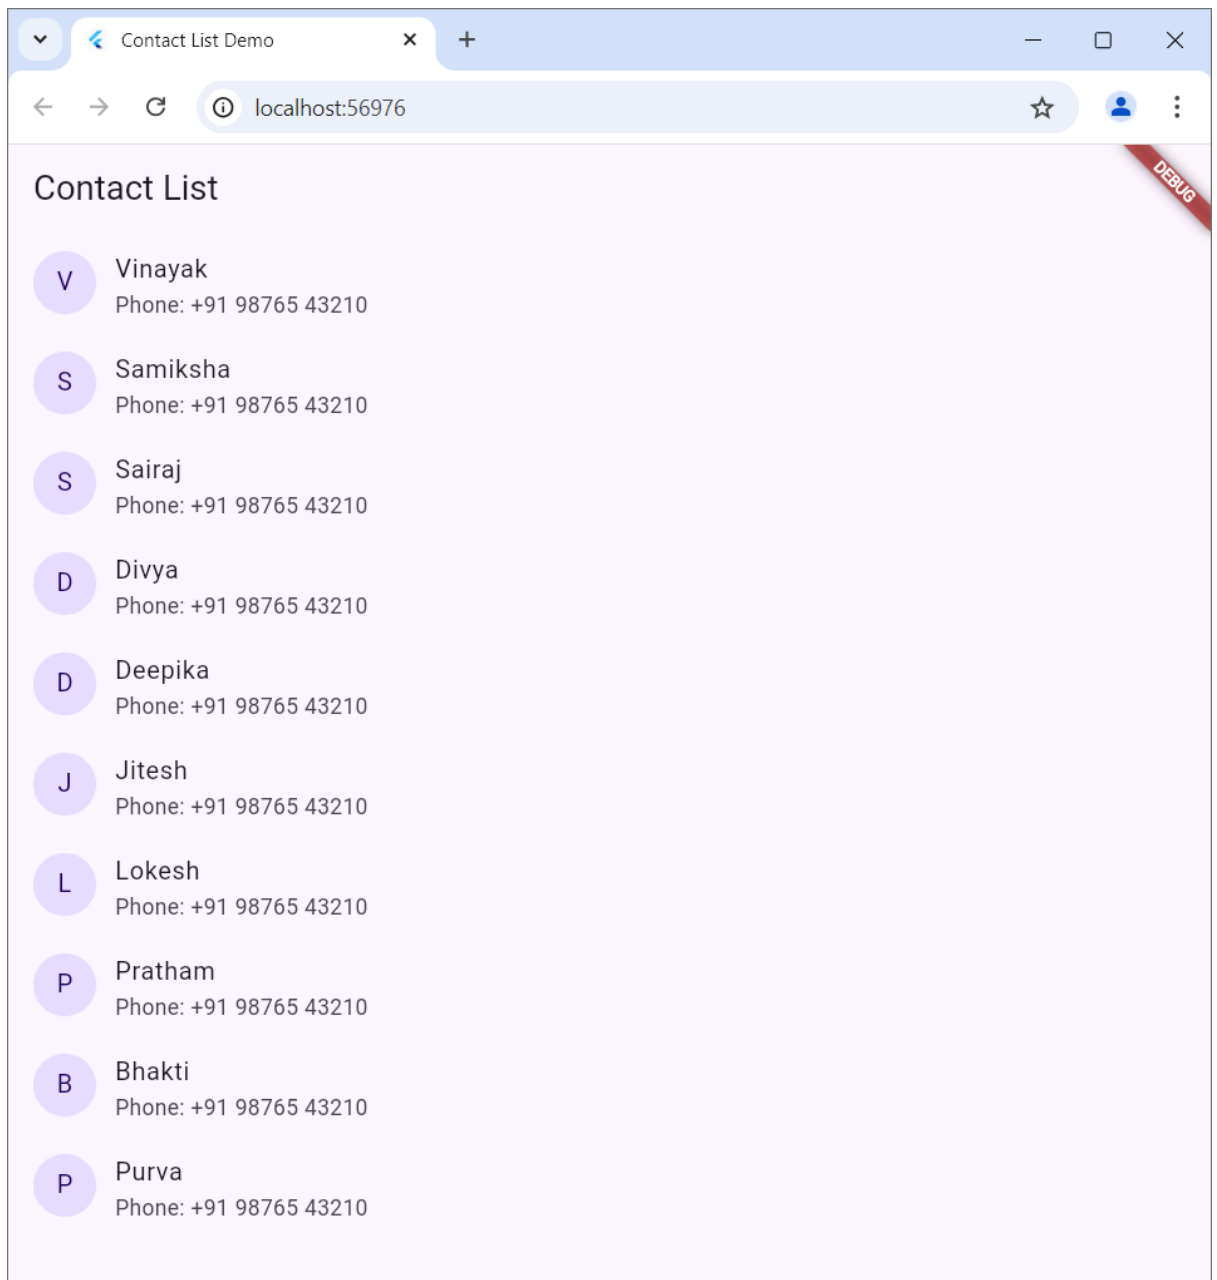 Contact List Demo
localhost:56976
DEBUG
Contact List
V
Vinayak
Phone: +91 98765 43210
S
Samiksha
Phone: +91 98765 43210
S
Sairaj
Phone: +91 98765 43210
D
Divya
Phone: +91 98765 43210
D
Deepika
Phone: +91 98765 43210
J
Jitesh
Phone: +91 98765 43210
L
Lokesh
Phone: +91 98765 43210
P
Pratham
Phone: +91 98765 43210
B
Bhakti
Phone: +91 98765 43210
P
Purva
Phone: +91 98765 43210